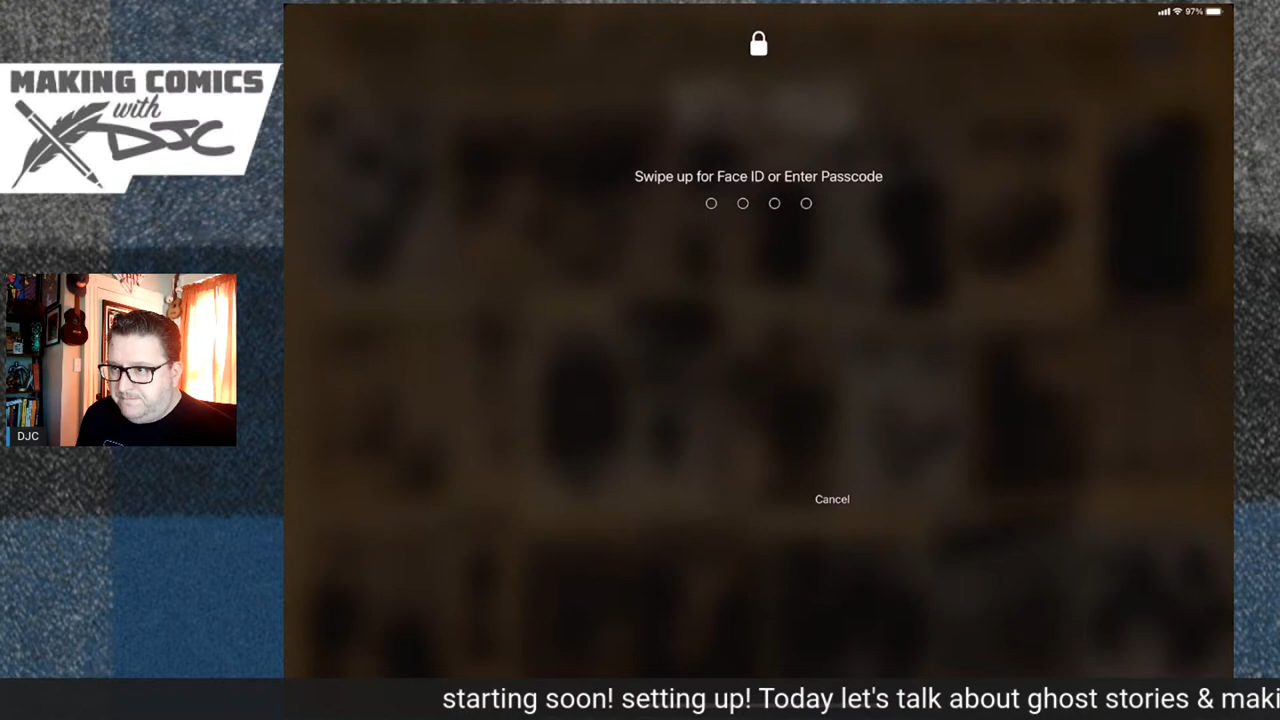 97%
MAKING COMICS
with
DJC
Swipe up for Face ID or Enter Passcode
DJC
Cancel
starting soon! setting up! Today let's talk about ghost stories & maki